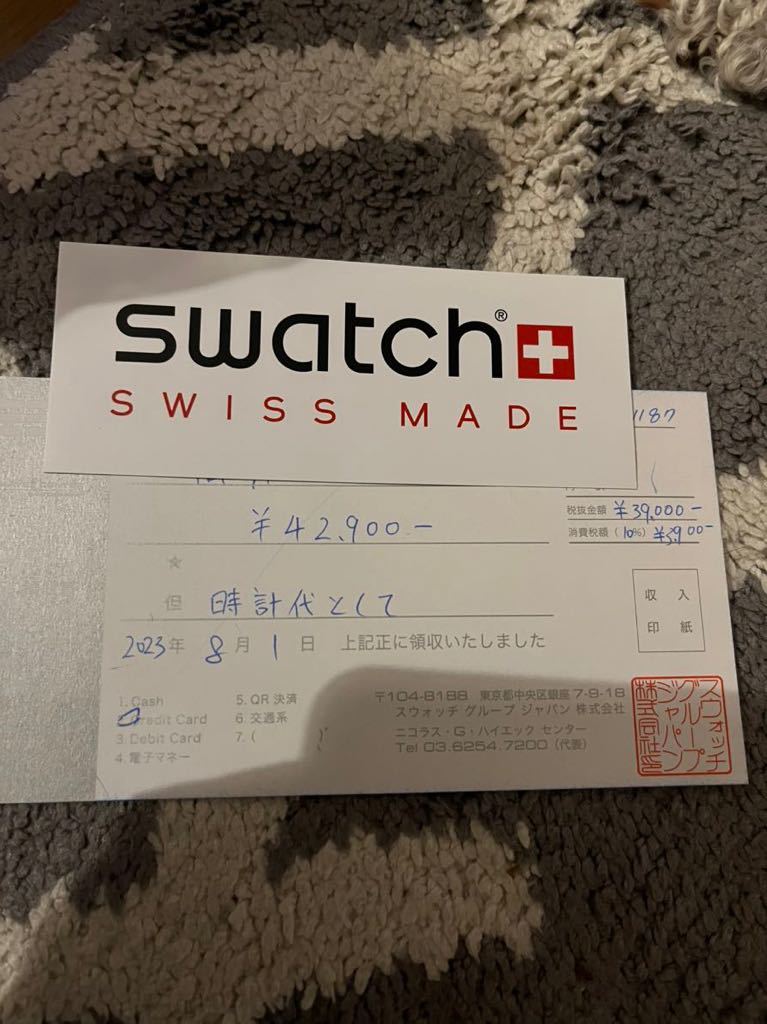 swatch®
SWISS MADE
1187
¥42,900-
税抜金額 ¥39,000-
消費税額(10%) ¥3900-
☆
但 時計代として
収入
印紙
2023年 8月 1日 上記正に領収いたしました
1. Cash
Credit Card
3. Debit Card
4. 電子マネー
5. QR 決済
6. 交通系
7. ( )
〒104-8188 東京都中央区銀座7-9-18
スウォッチ グループ ジャパン 株式会社
ニコラス・G・ハイエック センター
Tel 03.6254.7200(代表)
スウォッチ
グループ
ジャパン
株式会社印